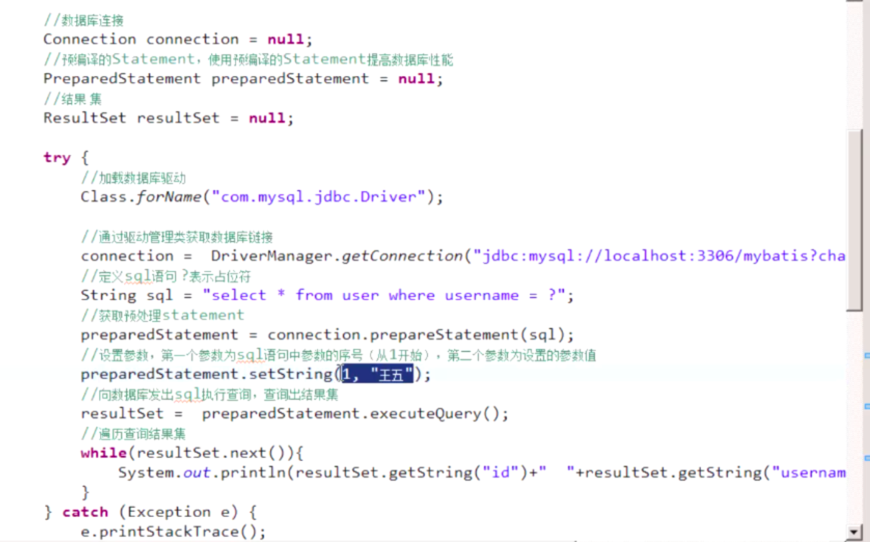 //数据库连接
Connection connection = null;
//预编译的Statement，使用预编译的Statement提高数据库性能
PreparedStatement preparedStatement = null;
//结果 集
ResultSet resultSet = null;
try {
//加载数据库驱动
Class.forName("com.mysql.jdbc.Driver");
//通过驱动管理类获取数据库链接
connection =  DriverManager.getConnection("jdbc:mysql://localhost:3306/mybatis?cha
//定义sql语句 ?表示占位符
String sql = "select * from user where username = ?";
//获取预处理statement
preparedStatement = connection.prepareStatement(sql);
//设置参数，第一个参数为sql语句中参数的序号（从1开始），第二个参数为设置的参数值
preparedStatement.setString(1, "王五");
//向数据库发出sql执行查询，查询出结果集
resultSet =  preparedStatement.executeQuery();
//遍历查询结果集
while(resultSet.next()){
System.out.println(resultSet.getString("id")+"  "+resultSet.getString("usernam
}
} catch (Exception e) {
e.printStackTrace();